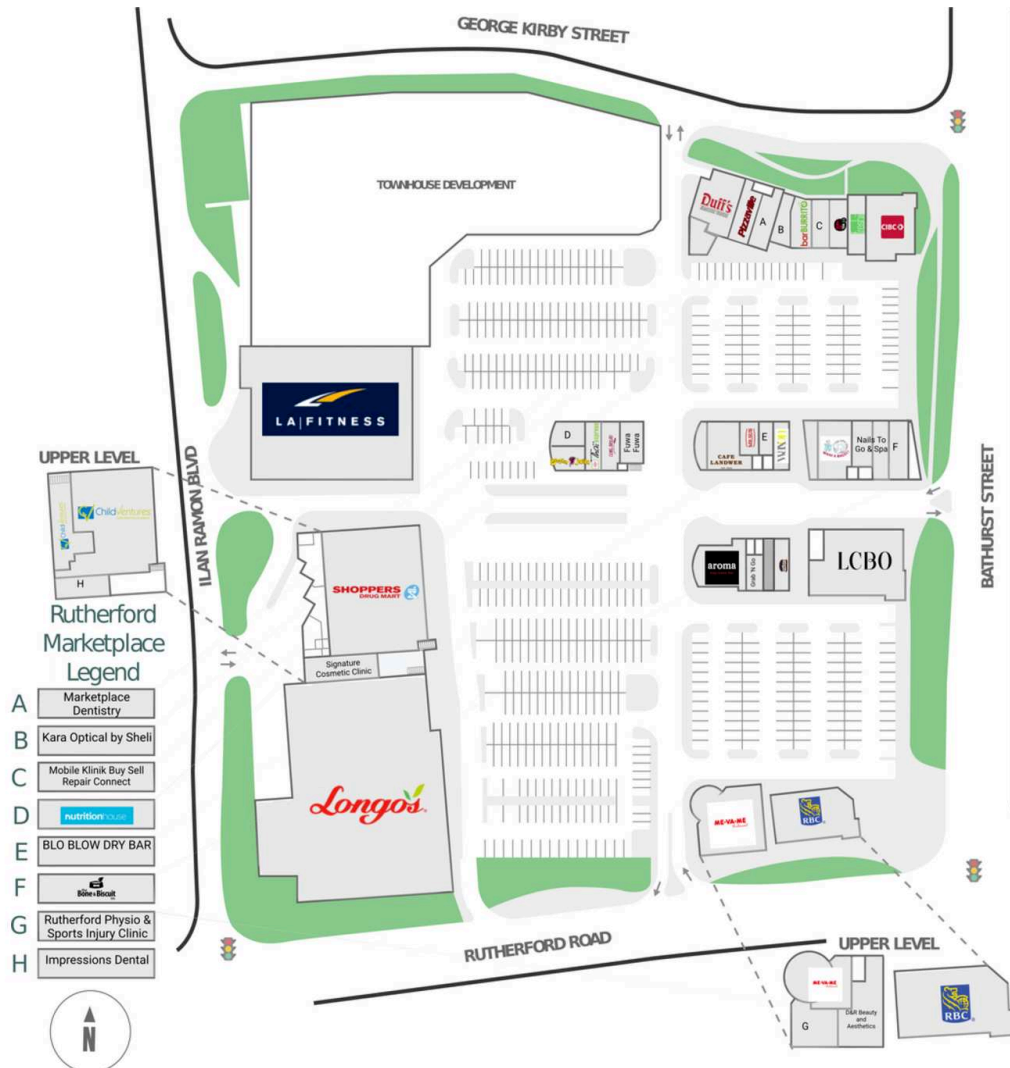 GEORGE KIRBY STREET
TOWNHOUSE DEVELOPMENT
Duff's
Pizzaville
A
B
barBURRITO
C
CIBC
LA|FITNESS
D
Fuwa
Fuwa
CAFE
LANDWER
E
Nails To
Go & Spa
F
UPPER LEVEL
Childventures
H
ILAN RAMON BLVD
BATHURST STREET
SHOPPERS
DRUG MART
aroma
Grab 'N Go
LCBO
Signature
Cosmetic Clinic
Longo's
ME·VA·ME
RBC
Rutherford
Marketplace
Legend
A Marketplace
Dentistry
B Kara Optical by Sheli
C Mobile Klinik Buy Sell
Repair Connect
D nutritionhouse
E BLO BLOW DRY BAR
F Bone & Biscuit
G Rutherford Physio &
Sports Injury Clinic
H Impressions Dental
N
RUTHERFORD ROAD
UPPER LEVEL
ME·VA·ME
G
D&R Beauty
and
Aesthetics
RBC